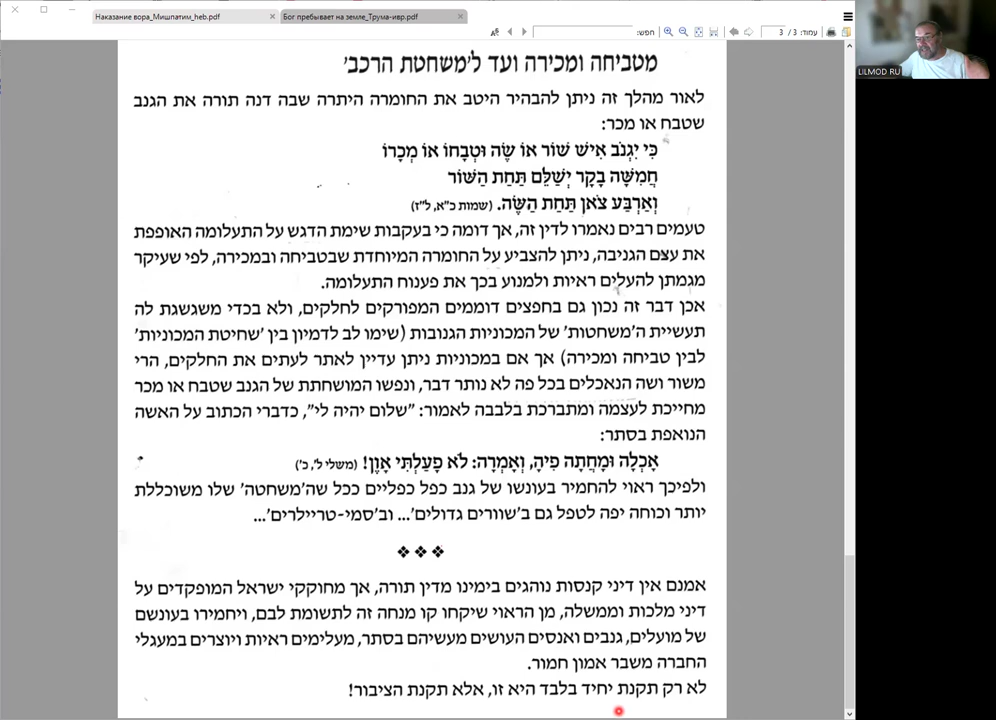 Наказание вора_Мишпатим_heb.pdf
Бог пребывает на земле_Трума-ивр.pdf
חפש:
עמוד: 3 / 3
LILMOD RU
מטביחה ומכירה ועד ל'משחטת הרכב'
לאור מהלך זה ניתן להבהיר היטב את החומרה היתרה שבה דנה תורה את הגנב
שטבח או מכר:
כִּי יִגְנֹב אִישׁ שׁוֹר אוֹ שֶׂה וּטְבָחוֹ אוֹ מְכָרוֹ
חֲמִשָּׁה בָקָר יְשַׁלֵּם תַּחַת הַשּׁוֹר
וְאַרְבַּע צֹאן תַּחַת הַשֶּׂה. (שמות כ"א, ל"ז)
טעמים רבים נאמרו לדין זה, אך דומה כי בעקבות שימת הדגש על התעלומה האופפת
את עצם הגניבה, ניתן להצביע על החומרה המיוחדת שבטביחה ובמכירה, לפי שעיקר
מגמתן להעלים ראיות ולמנוע בכך את פענוח התעלומה.
אכן דבר זה נכון גם בחפצים דוממים המפורקים לחלקים, ולא בכדי משגשגת לה
תעשיית ה'משחטות' של המכוניות הגנובות (שימו לב לדמיון בין 'שחיטת המכוניות'
לבין טביחה ומכירה) אך אם במכוניות ניתן עדיין לאתר לעתים את החלקים, הרי
משור ושה הנאכלים בכל פה לא נותר דבר, ונפשו המושחתת של הגנב שטבח או מכר
מחייכת לעצמה ומתברכת בלבבה לאמור: "שלום יהיה לי", כדברי הכתוב על האשה
הנואפת בסתר:
אָכְלָה וּמָחֲתָה פִיהָ, וְאָמְרָה: לֹא פָעַלְתִּי אָוֶן! (משלי ל', כ')
ולפיכך ראוי להחמיר בעונשו של גנב כפל כפליים ככל שה'משחטה' שלו משוכללת
יותר וכוחה יפה לטפל גם ב'שוורים גדולים'... וב'סמי-טריילרים'...
❖❖❖
אמנם אין דיני קנסות נוהגים בימינו מדין תורה, אך מחוקקי ישראל המופקדים על
דיני מלכות וממשלה, מן הראוי שיקחו קו מנחה זה לתשומת לבם, ויחמירו בעונשם
של מועלים, גנבים ואנסים העושים מעשיהם בסתר, מעלימים ראיות ויוצרים במעגלי
החברה משבר אמון חמור.
לא רק תקנת יחיד בלבד היא זו, אלא תקנת הציבור!